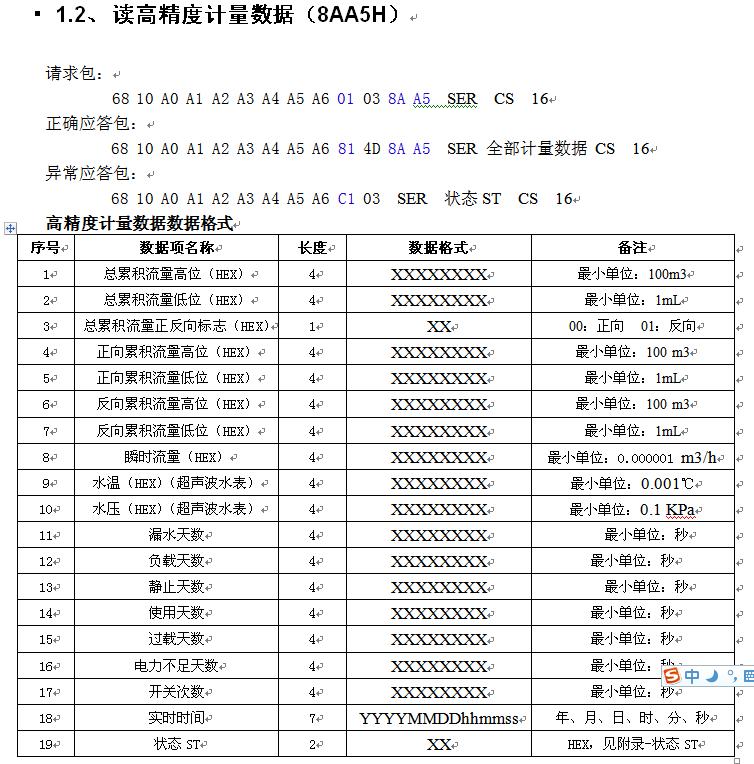 ▪ 1.2、读高精度计量数据（8AA5H）
请求包：
68 10 A0 A1 A2 A3 A4 A5 A6 01 03 8A A5 SER CS 16
正确应答包：
68 10 A0 A1 A2 A3 A4 A5 A6 81 4D 8A A5 SER 全部计量数据 CS 16
异常应答包：
68 10 A0 A1 A2 A3 A4 A5 A6 C1 03 SER 状态 ST CS 16
高精度计量数据数据格式
序号 数据项名称 长度 数据格式 备注
1 总累积流量高位（HEX） 4 XXXXXXXX 最小单位：100m3
2 总累积流量低位（HEX） 4 XXXXXXXX 最小单位：1mL
3 总累积流量正反向标志（HEX） 1 XX 00：正向 01：反向
4 正向累积流量高位（HEX） 4 XXXXXXXX 最小单位：100 m3
5 正向累积流量低位（HEX） 4 XXXXXXXX 最小单位：1mL
6 反向累积流量高位（HEX） 4 XXXXXXXX 最小单位：100 m3
7 反向累积流量低位（HEX） 4 XXXXXXXX 最小单位：1mL
8 瞬时流量（HEX） 4 XXXXXXXX 最小单位：0.000001 m3/h
9 水温（HEX）（超声波水表） 4 XXXXXXXX 最小单位：0.001℃
10 水压（HEX）（超声波水表） 4 XXXXXXXX 最小单位：0.1 KPa
11 漏水天数 4 XXXXXXXX 最小单位：秒
12 负载天数 4 XXXXXXXX 最小单位：秒
13 静止天数 4 XXXXXXXX 最小单位：秒
14 使用天数 4 XXXXXXXX 最小单位：秒
15 过载天数 4 XXXXXXXX 最小单位：秒
16 电力不足天数 4 XXXXXXXX 最小单位：秒
17 开关次数 4 XXXXXXXX 最小单位：秒
18 实时时间 7 YYYYMMDDhhmmss 年、月、日、时、分、秒
19 状态 ST 2 XX HEX，见附录-状态 ST
S 中